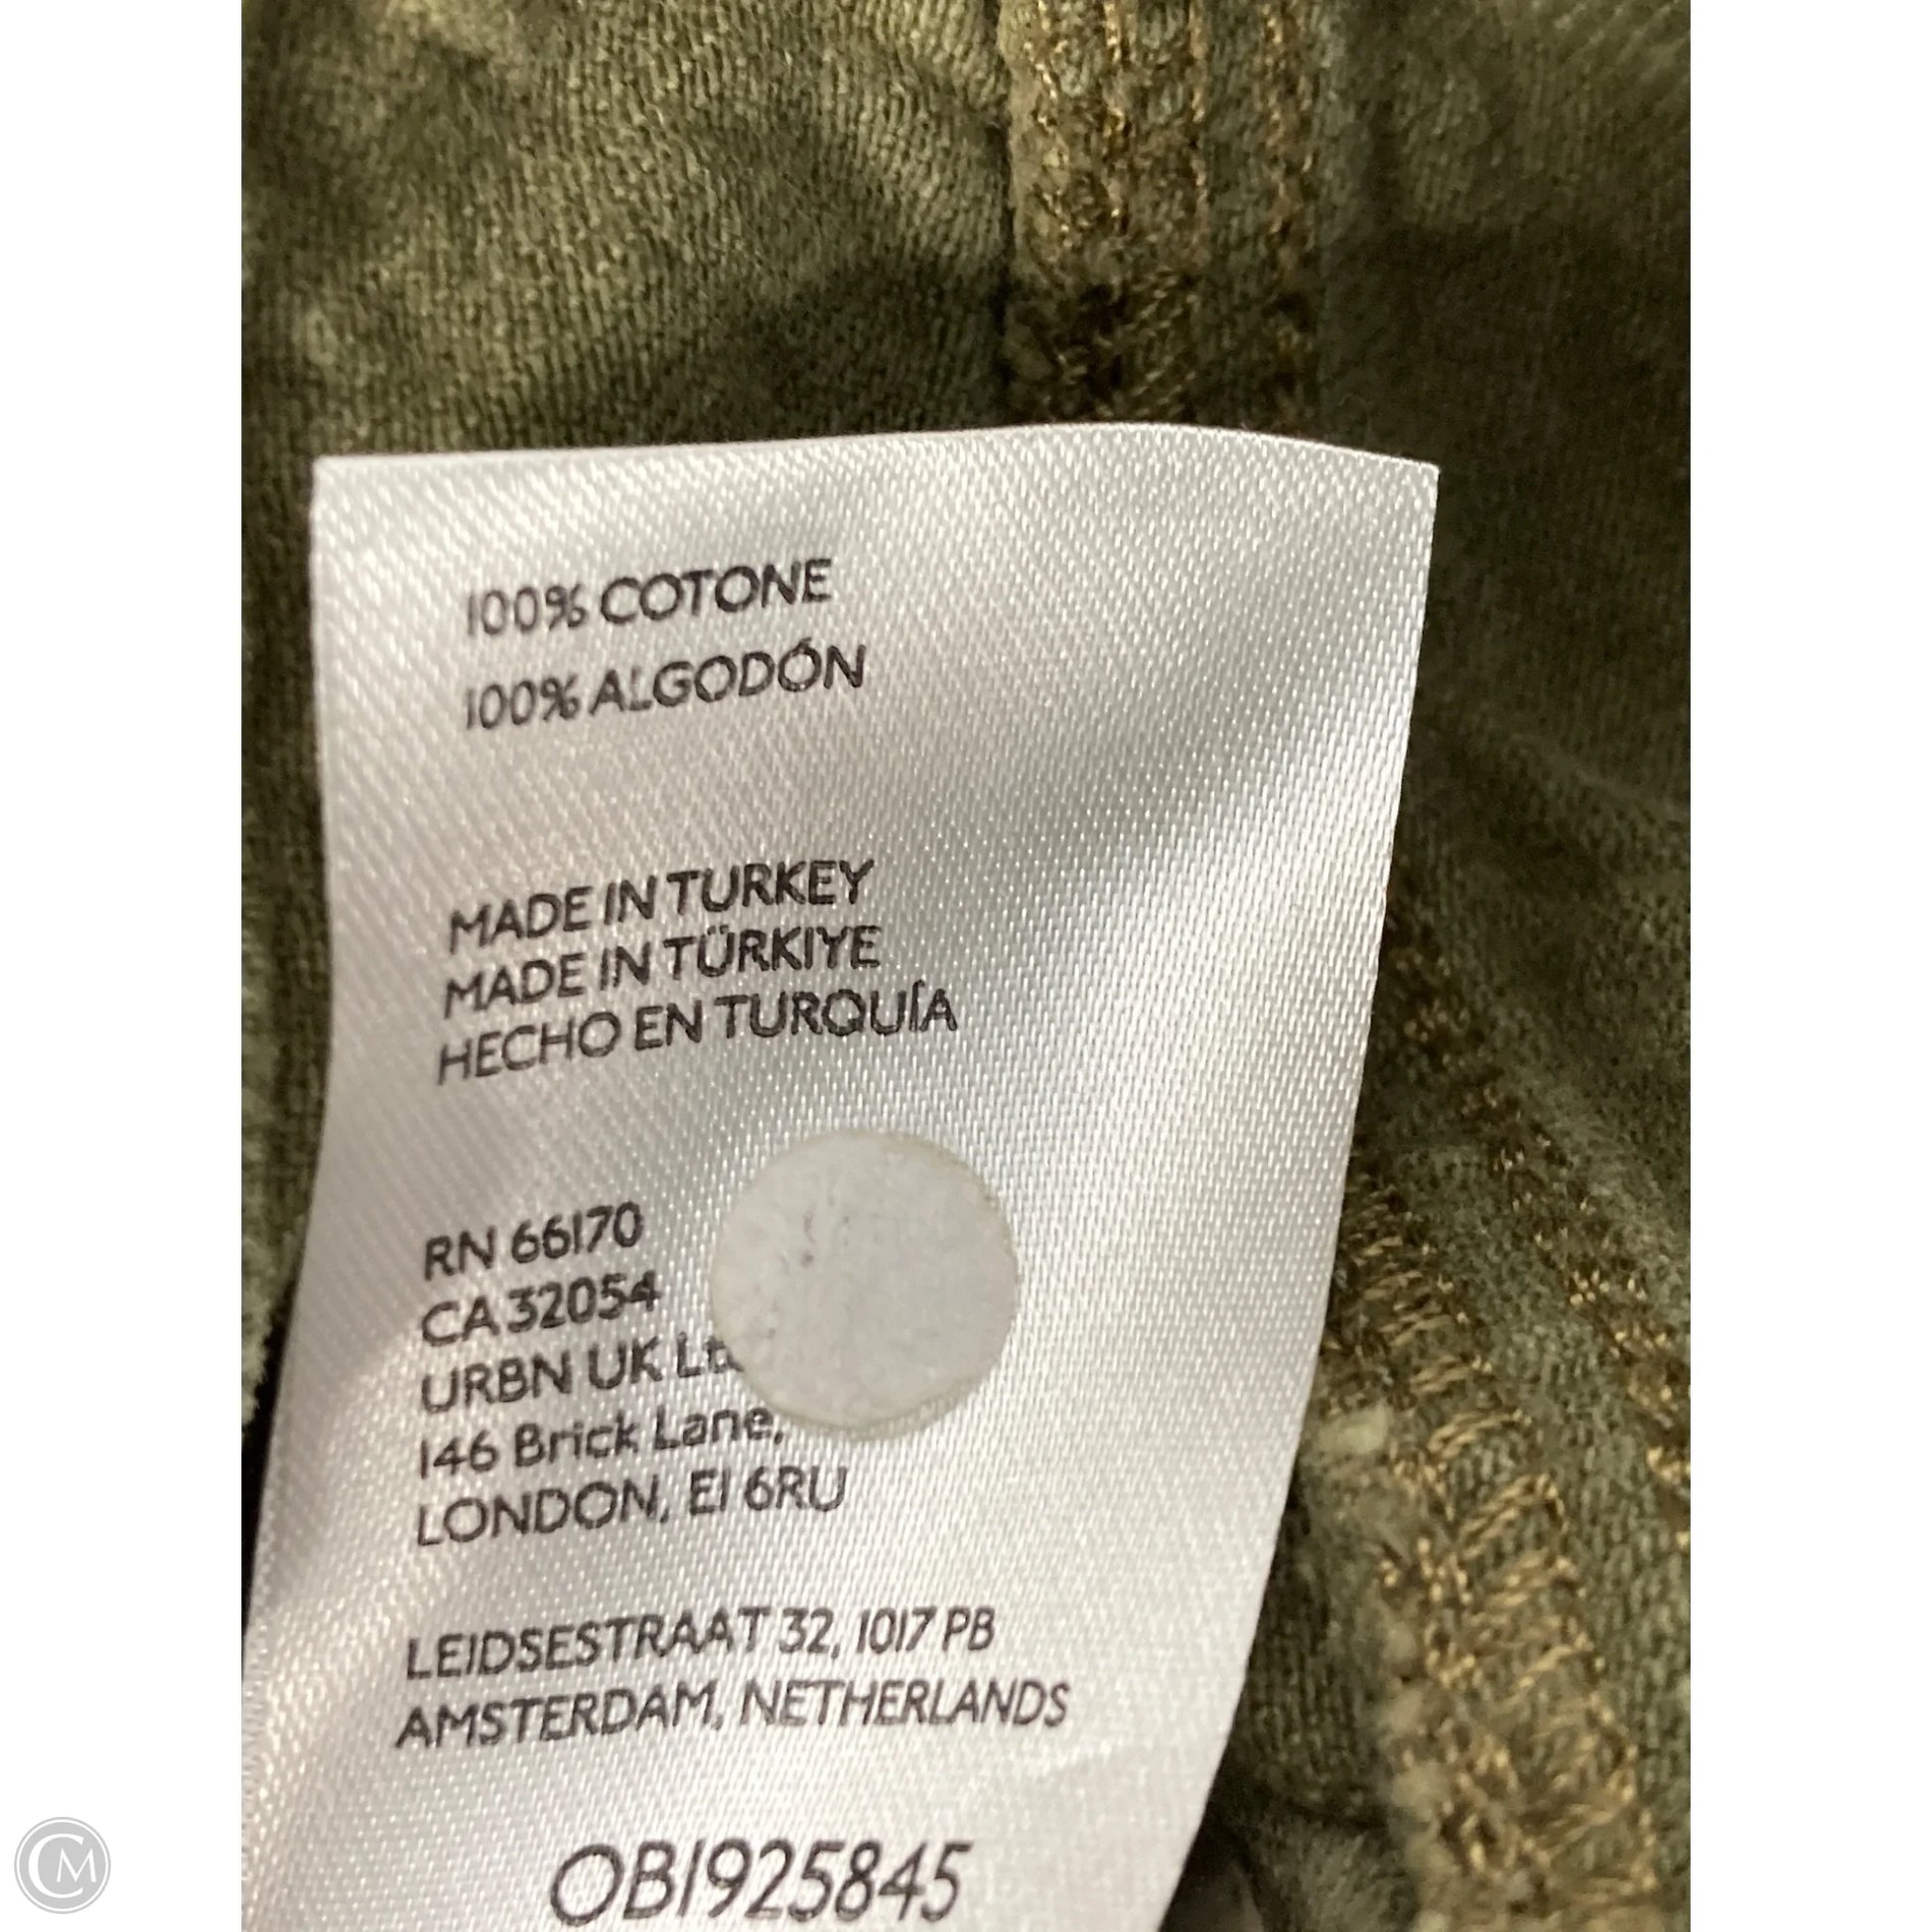 100% COTONE
100% ALGODÓN
MADE IN TURKEY
MADE IN TÜRKIYE
HECHO EN TURQUÍA
RN 66170
CA 32054
URBN UK
146 Brick Lane,
LONDON, E1 6RU
LEIDSESTRAAT 32, 1017 PB
AMSTERDAM, NETHERLANDS
OB1925845
CM